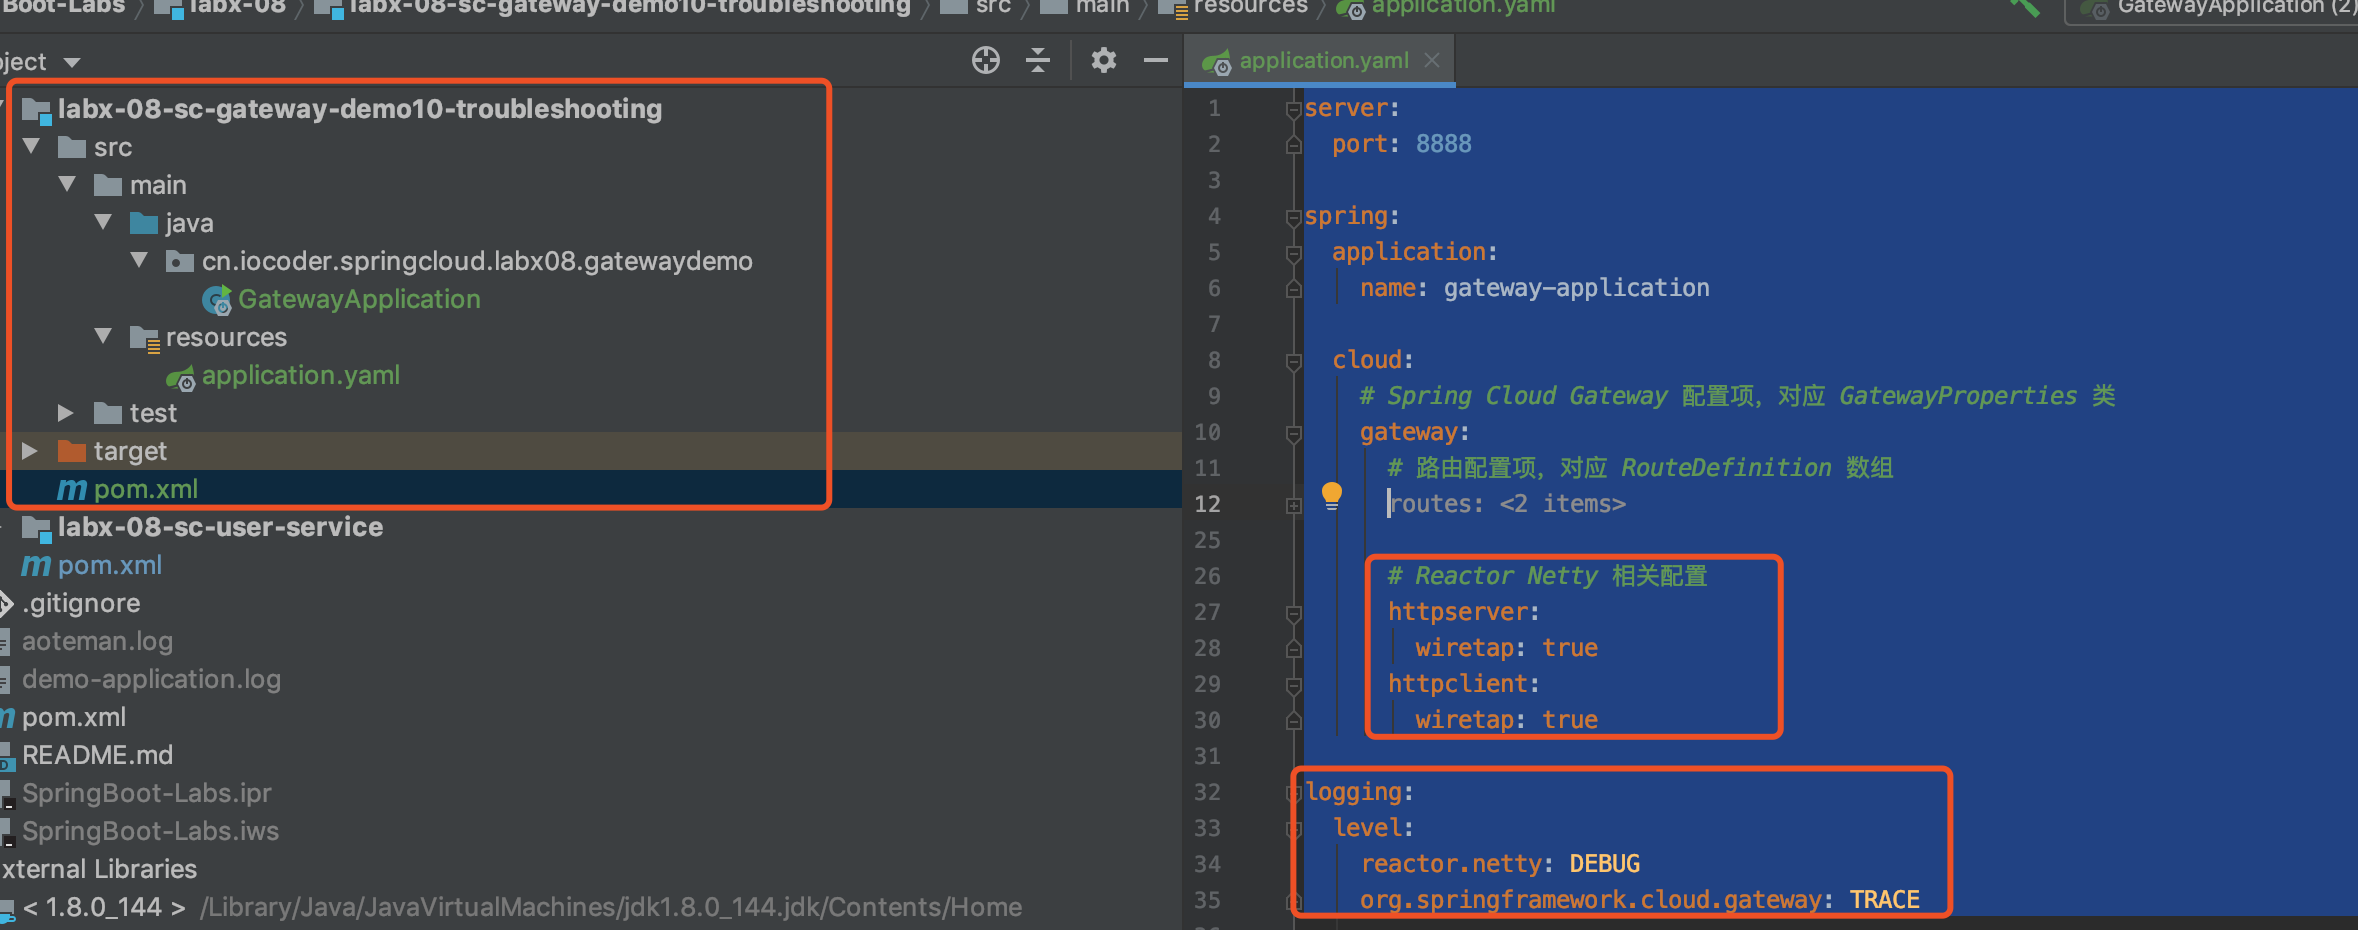 Boot-Labs labx-08 labx-08-sc-gateway-demo10-troubleshooting src main resources application.yaml GatewayApplication (2)
ject
labx-08-sc-gateway-demo10-troubleshooting
src
main
java
cn.iocoder.springcloud.labx08.gatewaydemo
GatewayApplication
resources
application.yaml
test
target
pom.xml
labx-08-sc-user-service
pom.xml
.gitignore
aoteman.log
demo-application.log
pom.xml
README.md
SpringBoot-Labs.ipr
SpringBoot-Labs.iws
xternal Libraries
< 1.8.0_144 > /Library/Java/JavaVirtualMachines/jdk1.8.0_144.jdk/Contents/Home
application.yaml
1 server:
2 port: 8888
3
4 spring:
5 application:
6 name: gateway-application
7
8 cloud:
9 # Spring Cloud Gateway 配置项，对应 GatewayProperties 类
10 gateway:
11 # 路由配置项，对应 RouteDefinition 数组
12 routes: <2 items>
25
26 # Reactor Netty 相关配置
27 httpserver:
28 wiretap: true
29 httpclient:
30 wiretap: true
31
32 logging:
33 level:
34 reactor.netty: DEBUG
35 org.springframework.cloud.gateway: TRACE